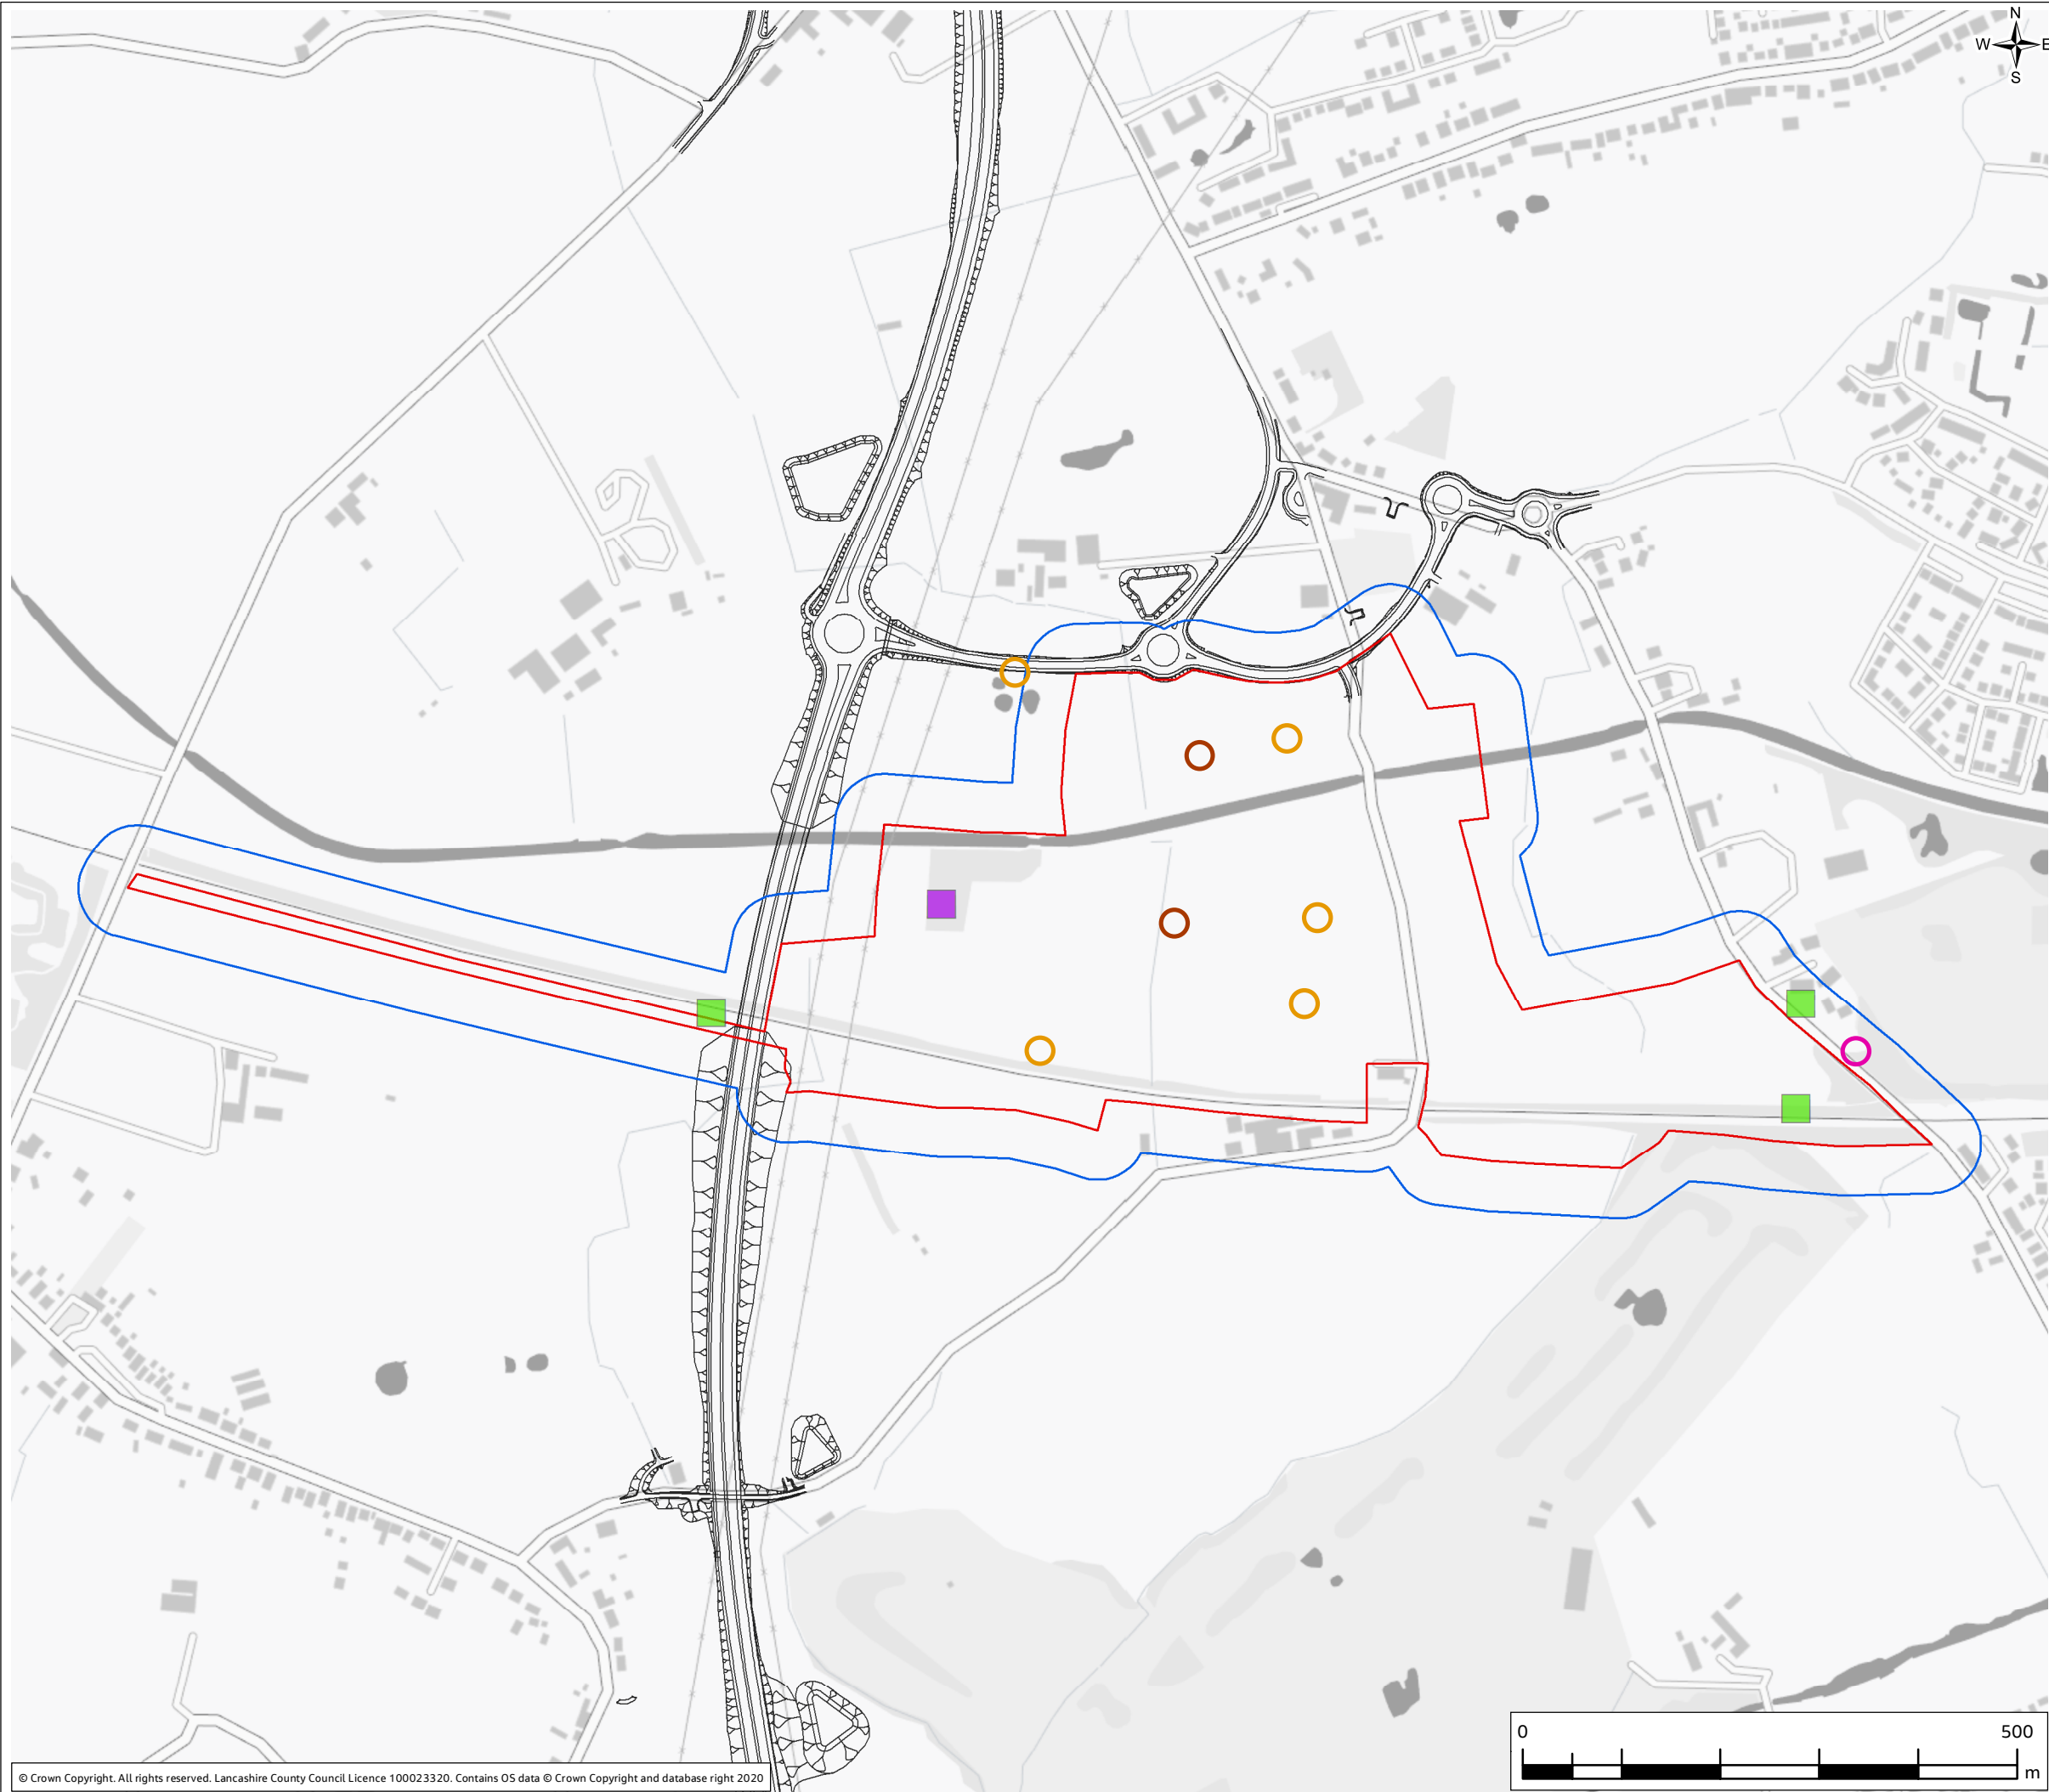 N
W E
S
0 500
m
© Crown Copyright. All rights reserved. Lancashire County Council Licence 100023320. Contains OS data © Crown Copyright and database right 2020